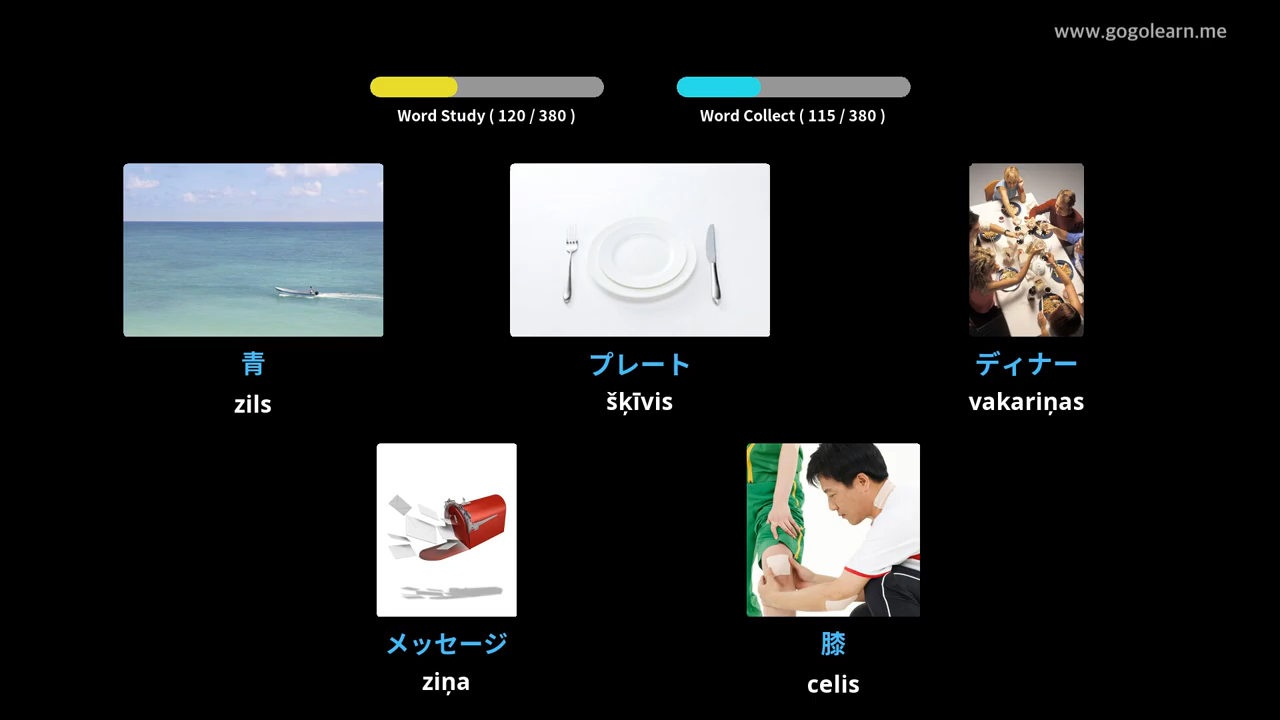 www.gogolearn.me
Word Study ( 120 / 380 )
Word Collect ( 115 / 380 )
青
zils
プレート
šķīvis
ディナー
vakariņas
メッセージ
ziņa
膝
celis